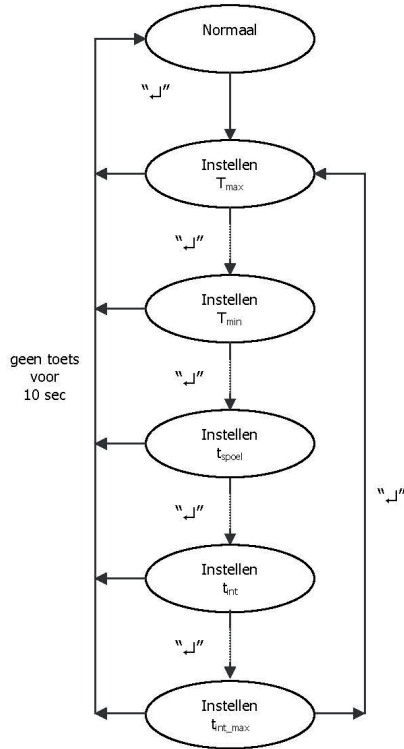 Normaal
“↵”
Instellen
Tmax
“↵”
Instellen
Tmin
geen toets
voor
10 sec
“↵”
Instellen
tspoel
“↵”
“↵”
Instellen
tint
“↵”
Instellen
tint_max